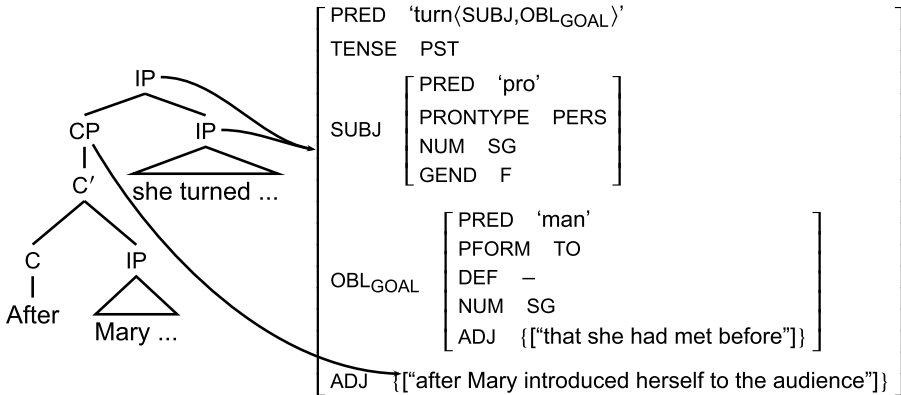 IP
CP
IP
C′
she turned ...
C
IP
After
Mary ...
PRED ‘turn⟨SUBJ,OBLGOAL⟩’
TENSE PST
SUBJ
PRED ‘pro’
PRONTYPE PERS
NUM SG
GEND F
OBLGOAL
PRED ‘man’
PFORM TO
DEF –
NUM SG
ADJ {[“that she had met before”]}
ADJ {[“after Mary introduced herself to the audience”]}